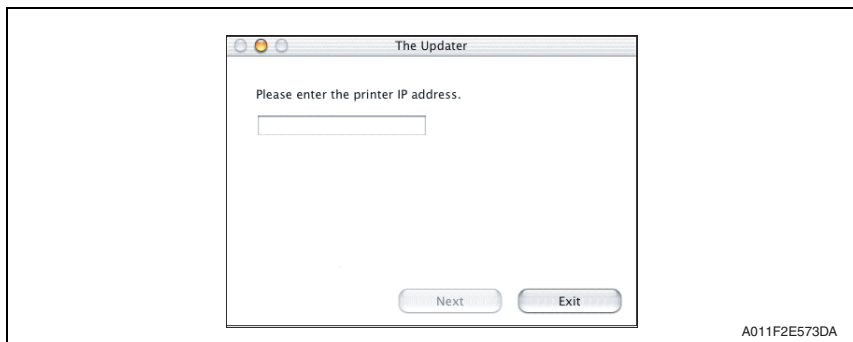 The Updater
Please enter the printer IP address.
Next Exit
A011F2E573DA